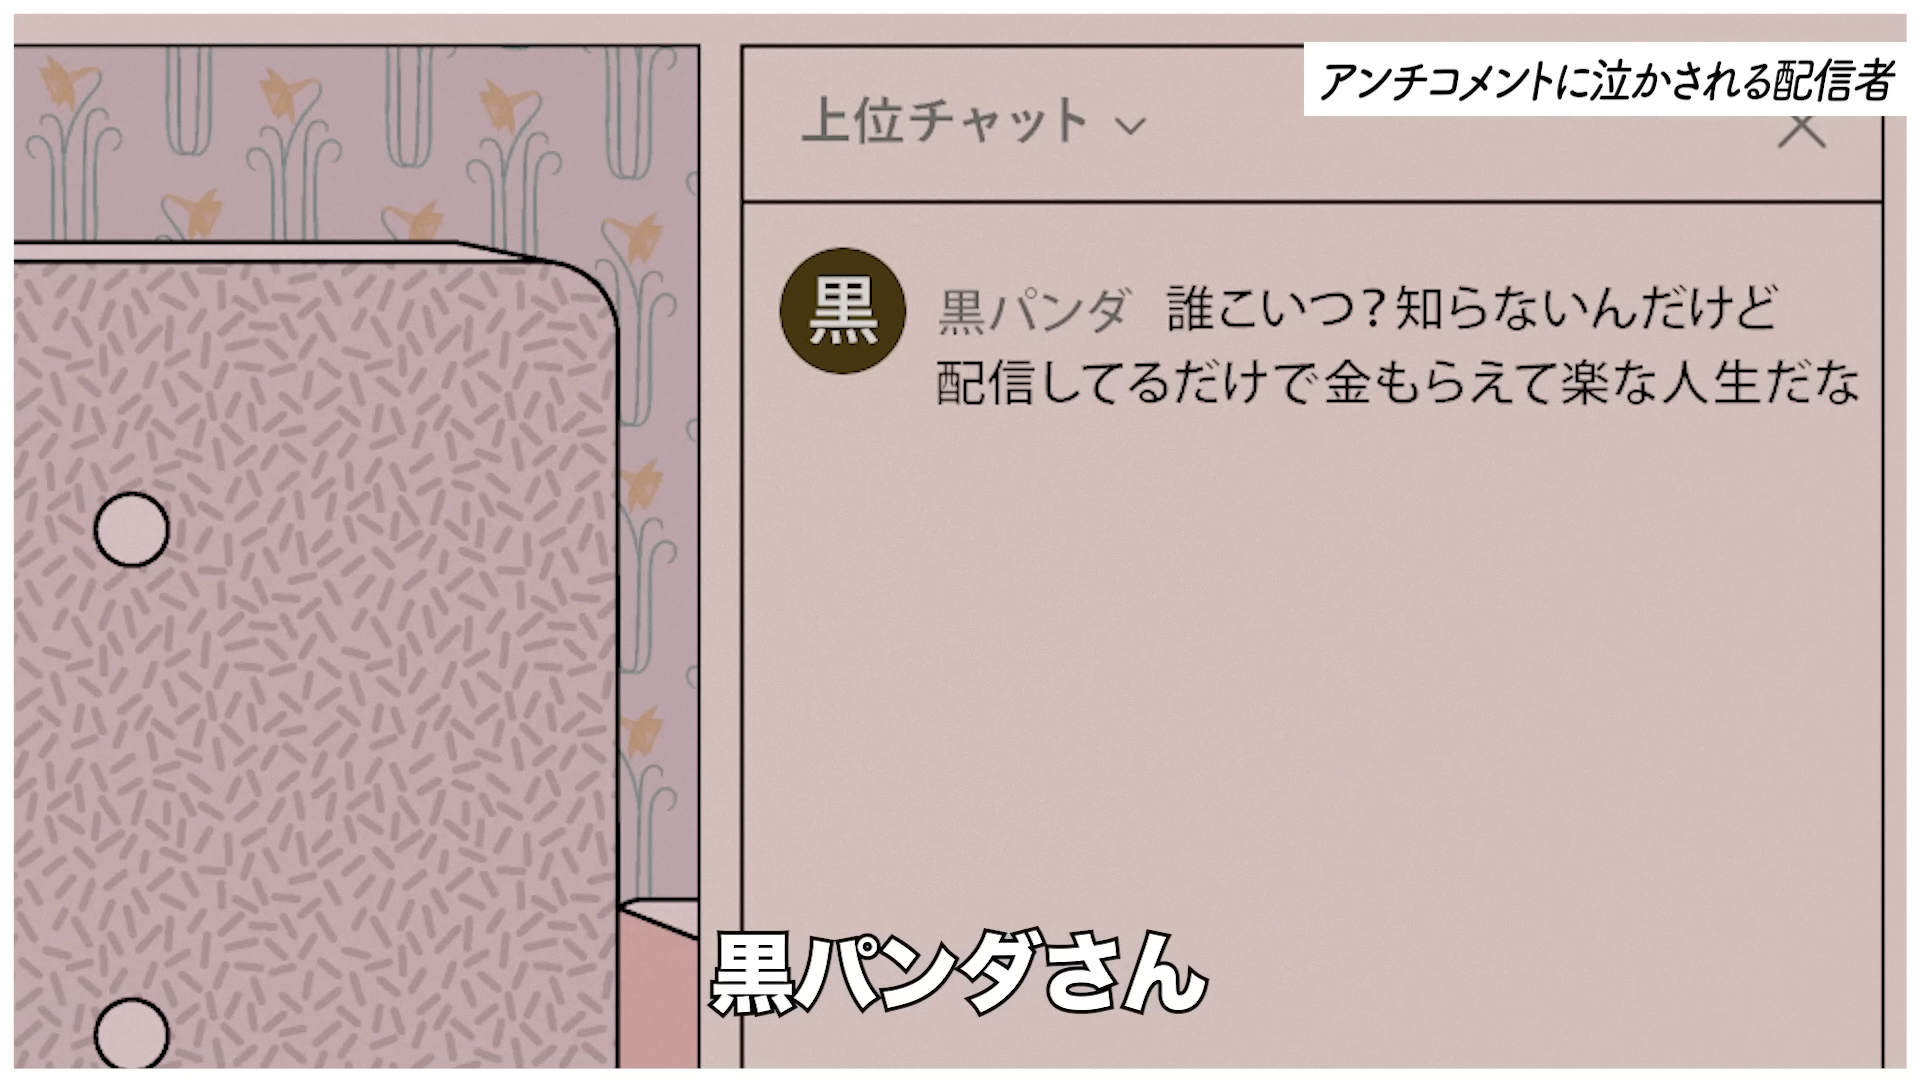 アンチコメントに泣かされる配信者
上位チャット
黒
黒パンダ 誰こいつ?知らないんだけど
配信してるだけで金もらえて楽な人生だな
黒パンダさん